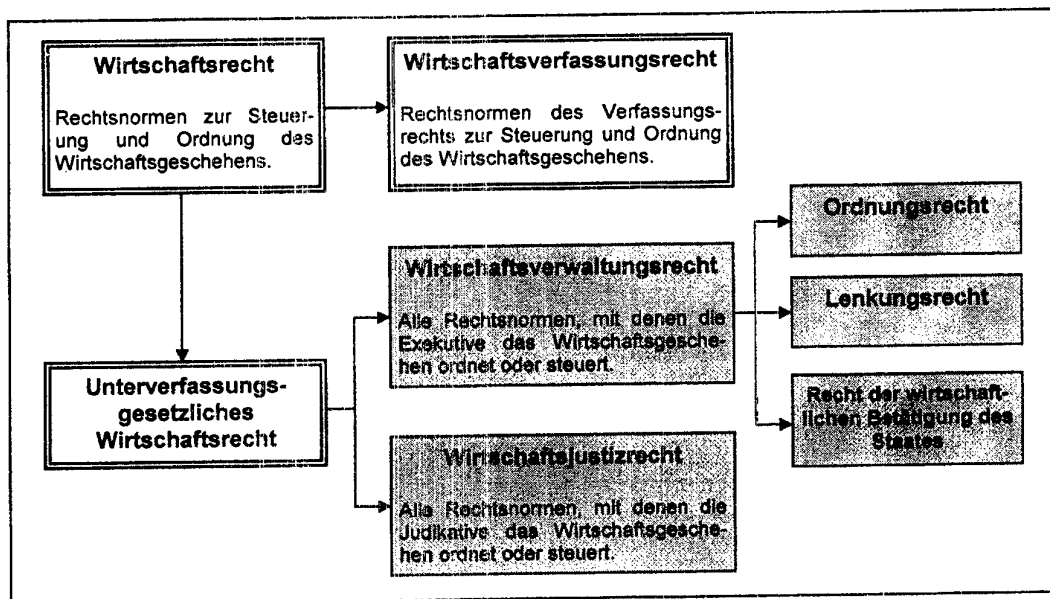 Wirtschaftsrecht
Rechtsnormen zur Steuer-
ung und Ordnung des
Wirtschaftsgeschehens.
Wirtschaftsverfassungsrecht
Rechtsnormen des Verfassungs-
rechts zur Steuerung und Ordnung
des Wirtschaftsgeschehens.
Unterverfassungs-
gesetzliches
Wirtschaftsrecht
Wirtschaftsverwaltungsrecht
Alle Rechtsnormen, mit denen die
Exekutive das Wirtschaftsgesche-
hen ordnet oder steuert.
Wirtschaftsjustizrecht
Alle Rechtsnormen, mit denen die
Judikative das Wirtschaftsgesche-
hen ordnet oder steuert.
Ordnungsrecht
Lenkungsrecht
Recht der wirtschaft-
lichen Betätigung des
Staates